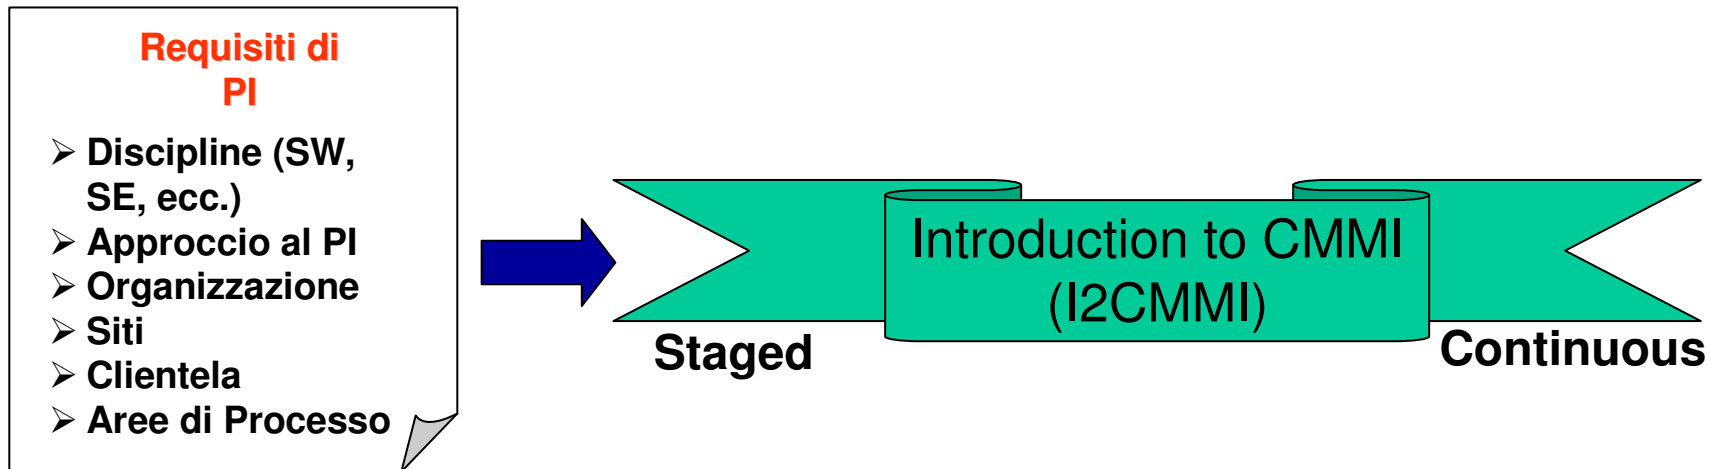 Requisiti di
PI
➢ Discipline (SW,
SE, ecc.)
➢ Approccio al PI
➢ Organizzazione
➢ Siti
➢ Clientela
➢ Aree di Processo
Introduction to CMMI
(I2CMMI)
Staged
Continuous